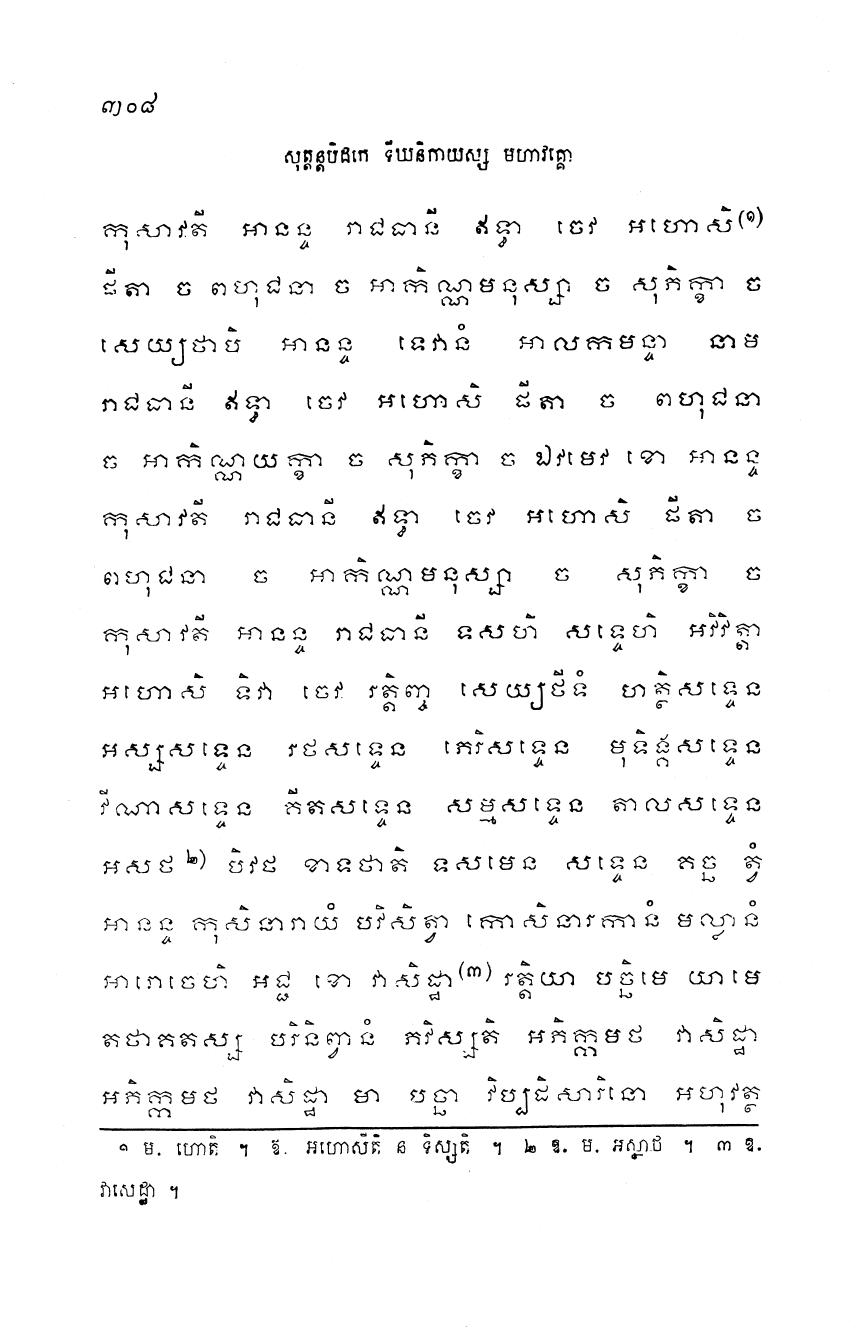 ៣០៨
សុត្តន្តបិដកេ ទីឃនិកាយស្ស មហាវគ្គោ
កុសាវតី អានន្ទ រាជធានី ឥទ្ធា ចេវ អហោសិ(១)
ផីតា ច ពហុជនា ច អាកិណ្ណមនុស្សា ច សុភិក្ខា ច
សេយ្យថាបិ អានន្ទ ទេវានំ អាលកមន្ទា នាម
រាជធានី ឥទ្ធា ចេវ អហោសិ ផីតា ច ពហុជនា
ច អាកិណ្ណយក្ខា ច សុភិក្ខា ច ឯវមេវ ខោ អានន្ទ
កុសាវតី រាជធានី ឥទ្ធា ចេវ អហោសិ ផីតា ច
ពហុជនា ច អាកិណ្ណមនុស្សា ច សុភិក្ខា ច
កុសាវតី អានន្ទ រាជធានី ទសហិ សទ្ទេហិ អវិវិត្តា
អហោសិ ទិវា ចេវ រត្តិញ្ច សេយ្យថីទំ ហត្ថិសទ្ទេន
អស្សសទ្ទេន រថសទ្ទេន ភេរិសទ្ទេន មុទិង្គសទ្ទេន
វីណាសទ្ទេន គីតសទ្ទេន សម្មសទ្ទេន តាលសទ្ទេន
អសថ ២) បិវថ ខាទថាតិ ទសមេន សទ្ទេន គច្ឆ ត្វំ
អានន្ទ កុសិនារាយំ បវិសិត្វា កោសិនារកានំ មល្លានំ
អារោចេហិ អជ្ជ ខោ វាសិដ្ឋា(៣) រត្តិយា បច្ឆិមេ យាមេ
តថាគតស្ស បរិនិព្វានំ ភវិស្សតិ អភិក្កមថ វាសិដ្ឋា
អភិក្កមថ វាសិដ្ឋា មា បច្ឆា វិប្បដិសារិនោ អហុវត្ថ
១ ម. ហោតិ ។ ឱ. អហោសីតិ ន ទិស្សតិ ។ ២ ឧ. ម. អស្នាថ ។ ៣ ឧ.
វាសេដ្ឋា ។